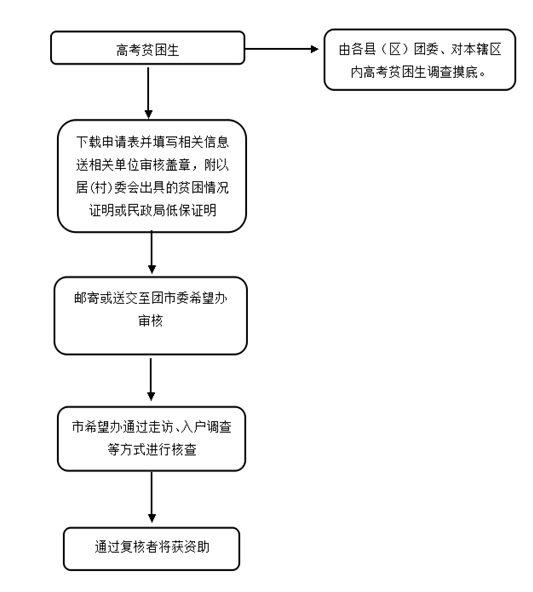 高考贫困生
由各县（区）团委、对本辖区
内高考贫困生调查摸底。
下载申请表并填写相关信息
送相关单位审核盖章，附以
居(村)委会出具的贫困情况
证明或民政局低保证明
邮寄或送交至团市委希望办
审核
市希望办通过走访、入户调查
等方式进行核查
通过复核者将获资助